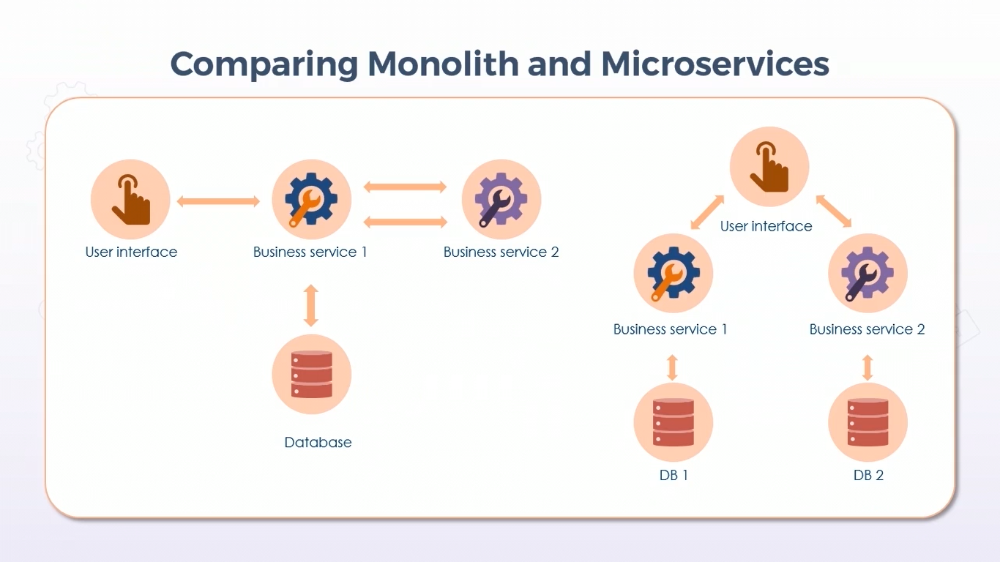 Comparing Monolith and Microservices
User interface
Business service 1
Business service 2
Database
User interface
Business service 1
Business service 2
DB 1
DB 2